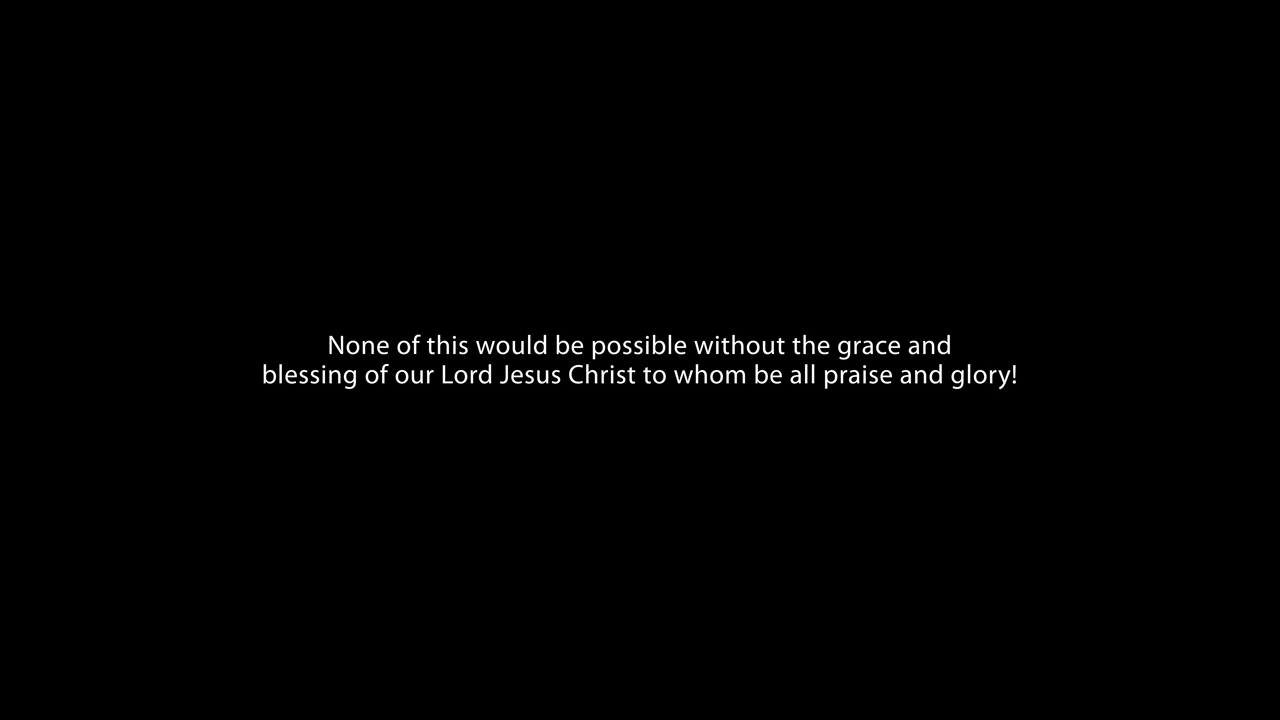 None of this would be possible without the grace and
blessing of our Lord Jesus Christ to whom be all praise and glory!